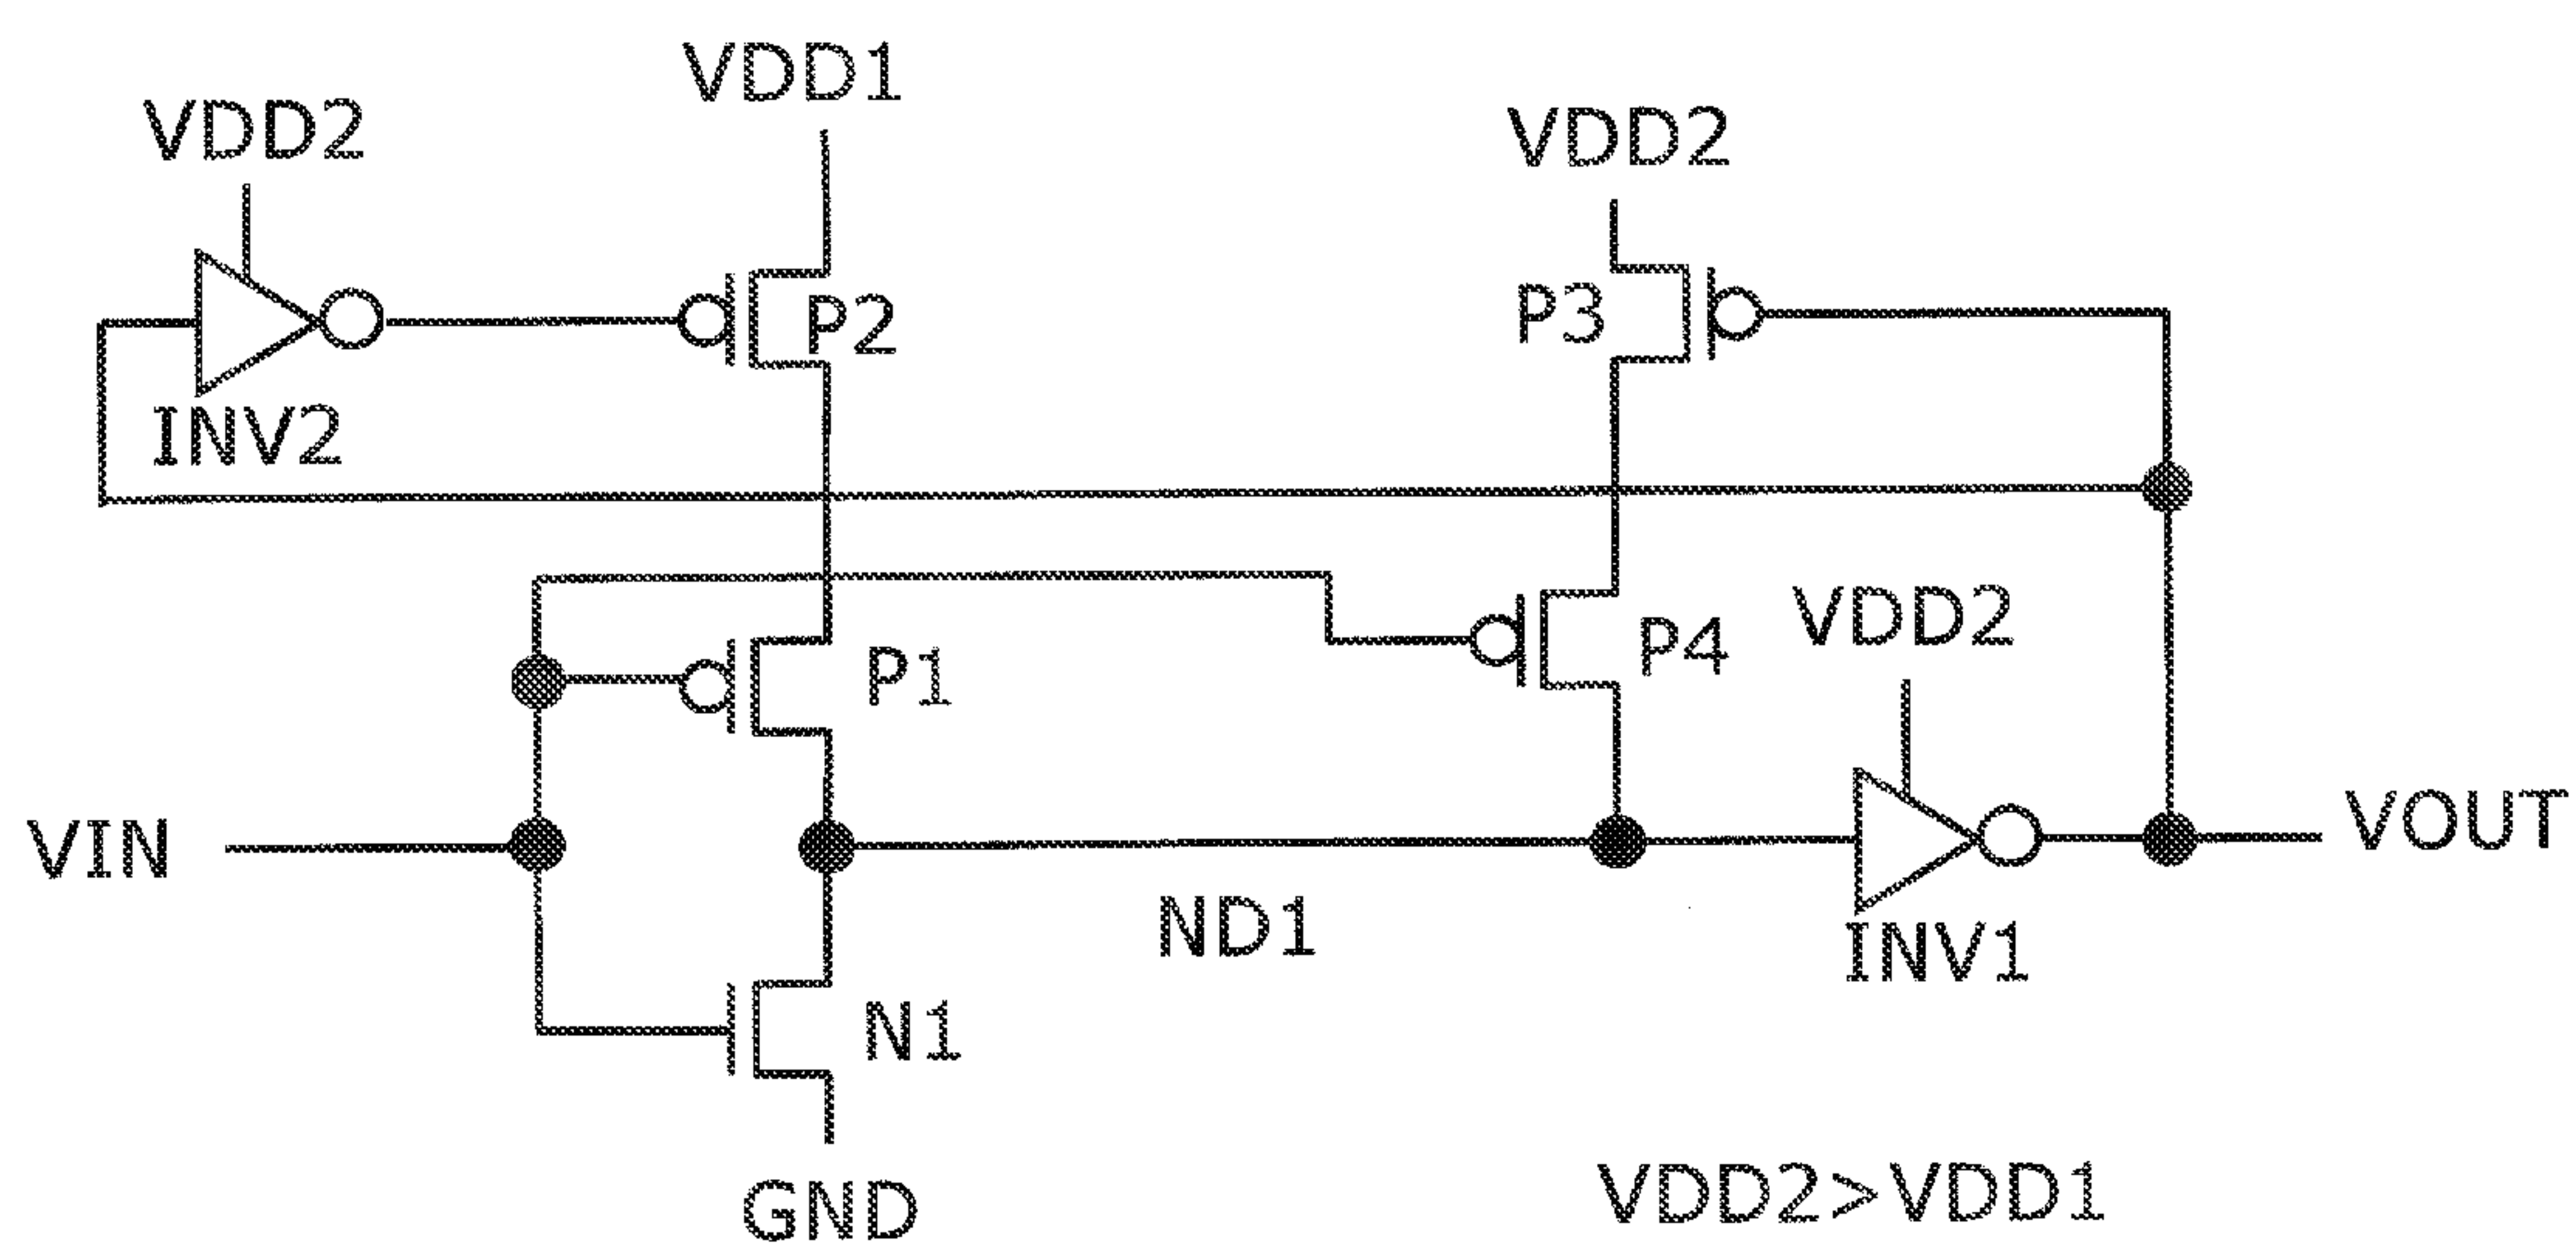 VDD1
VDD2
VDD2
P2
P3
INV2
VDD2
P4
P1
VIN
VOUT
ND1
INV1
N1
GND
VDD2>VDD1